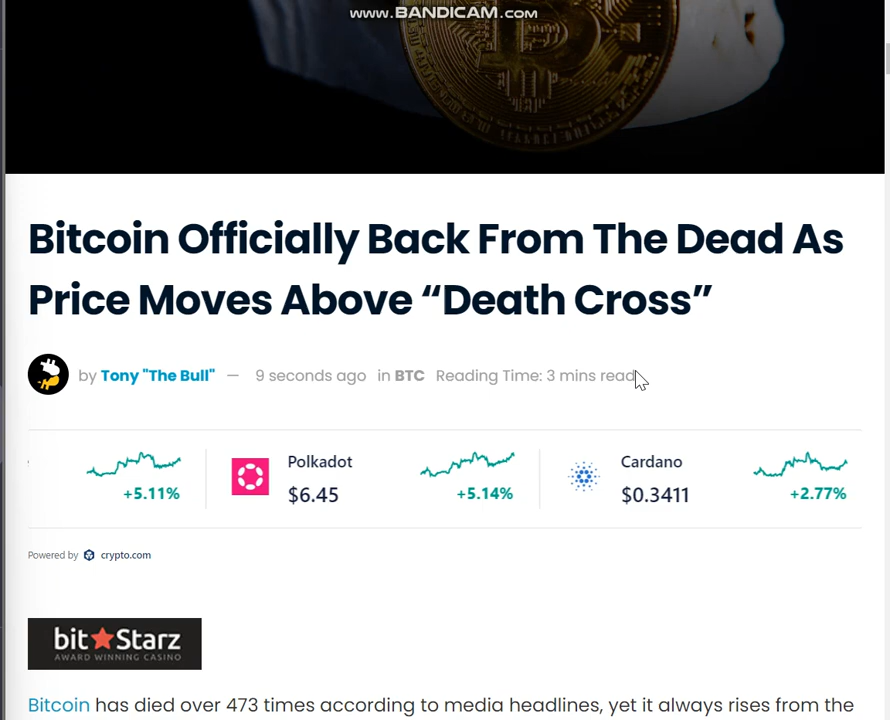 www.BANDICAM.com
Bitcoin Officially Back From The Dead As
Price Moves Above “Death Cross”
by Tony "The Bull" — 9 seconds ago in BTC Reading Time: 3 mins read
+5.11%
Polkadot
$6.45
+5.14%
Cardano
$0.3411
+2.77%
Powered by crypto.com
bit Starz
AWARD WINNING CASINO
Bitcoin has died over 473 times according to media headlines, yet it always rises from the